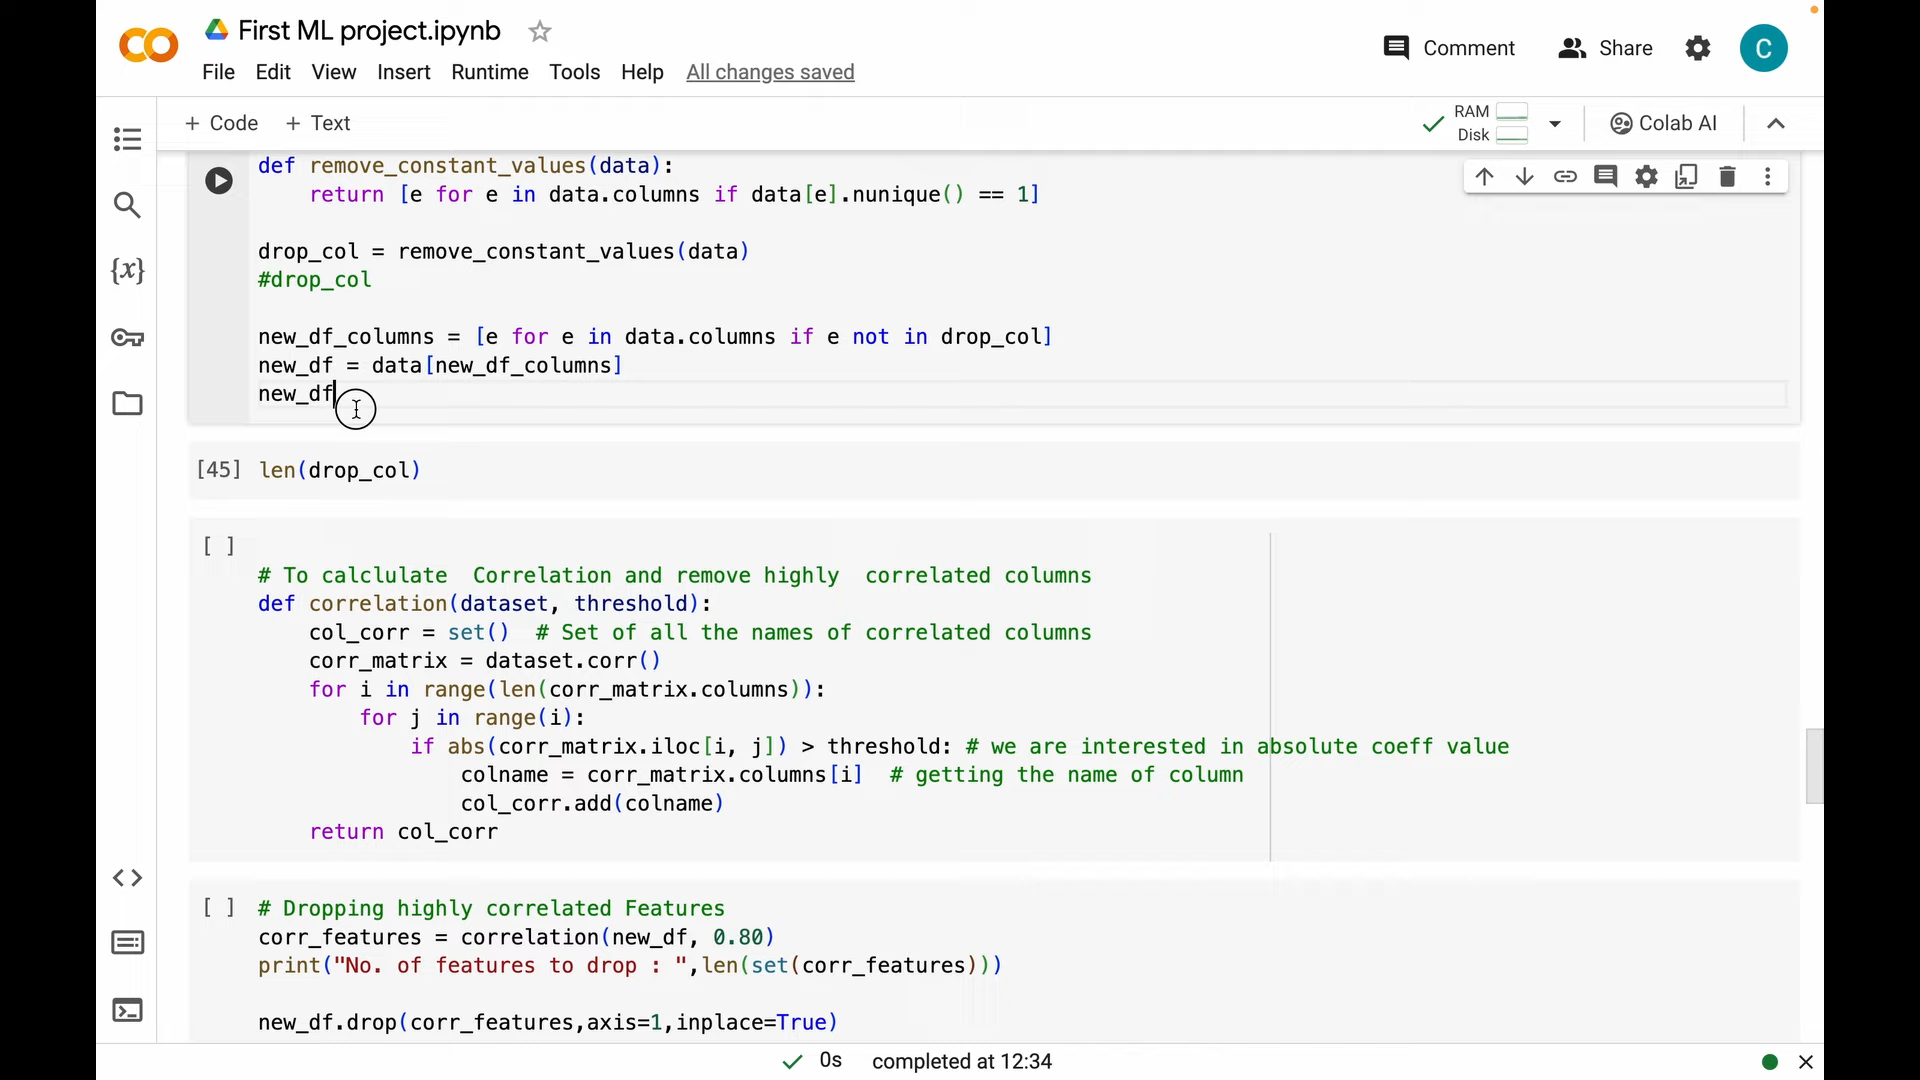 First ML project.ipynb
Comment
Share
C
File Edit View Insert Runtime Tools Help All changes saved
+ Code + Text
RAM
Disk
Colab AI
def remove_constant_values(data):
    return [e for e in data.columns if data[e].nunique() == 1]
drop_col = remove_constant_values(data)
#drop_col
new_df_columns = [e for e in data.columns if e not in drop_col]
new_df = data[new_df_columns]
new_df
[45] len(drop_col)
[ ]
# To calclulate  Correlation and remove highly  correlated columns
def correlation(dataset, threshold):
    col_corr = set()  # Set of all the names of correlated columns
    corr_matrix = dataset.corr()
    for i in range(len(corr_matrix.columns)):
        for j in range(i):
            if abs(corr_matrix.iloc[i, j]) > threshold: # we are interested in absolute coeff value
                colname = corr_matrix.columns[i]  # getting the name of column
                col_corr.add(colname)
    return col_corr
[ ] # Dropping highly correlated Features
corr_features = correlation(new_df, 0.80)
print("No. of features to drop : ",len(set(corr_features)))
new_df.drop(corr_features,axis=1,inplace=True)
0s completed at 12:34